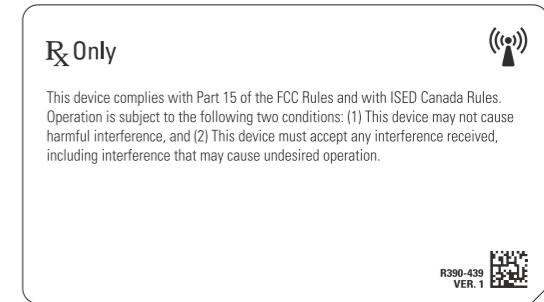 ℞ Only
This device complies with Part 15 of the FCC Rules and with ISED Canada Rules.
Operation is subject to the following two conditions: (1) This device may not cause
harmful interference, and (2) This device must accept any interference received,
including interference that may cause undesired operation.
R390-439
VER. 1